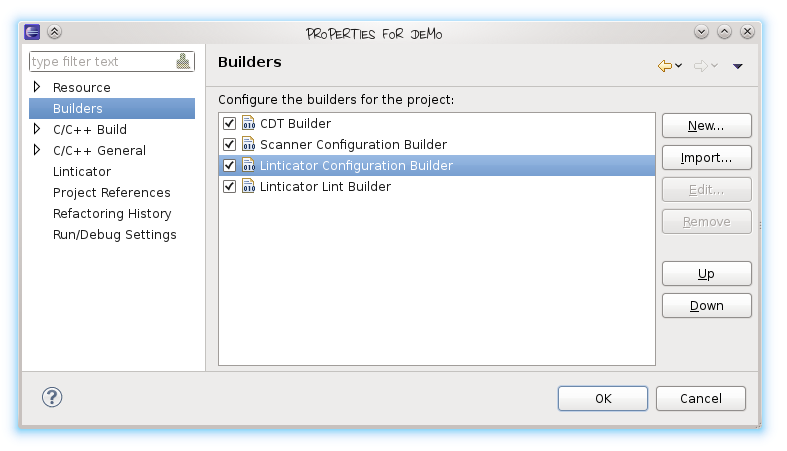 PROPERTIES FOR DEMO
type filter text
Resource
Builders
C/C++ Build
C/C++ General
Linticator
Project References
Refactoring History
Run/Debug Settings
Builders
Configure the builders for the project:
CDT Builder
Scanner Configuration Builder
Linticator Configuration Builder
Linticator Lint Builder
New...
Import...
Edit...
Remove
Up
Down
OK
Cancel